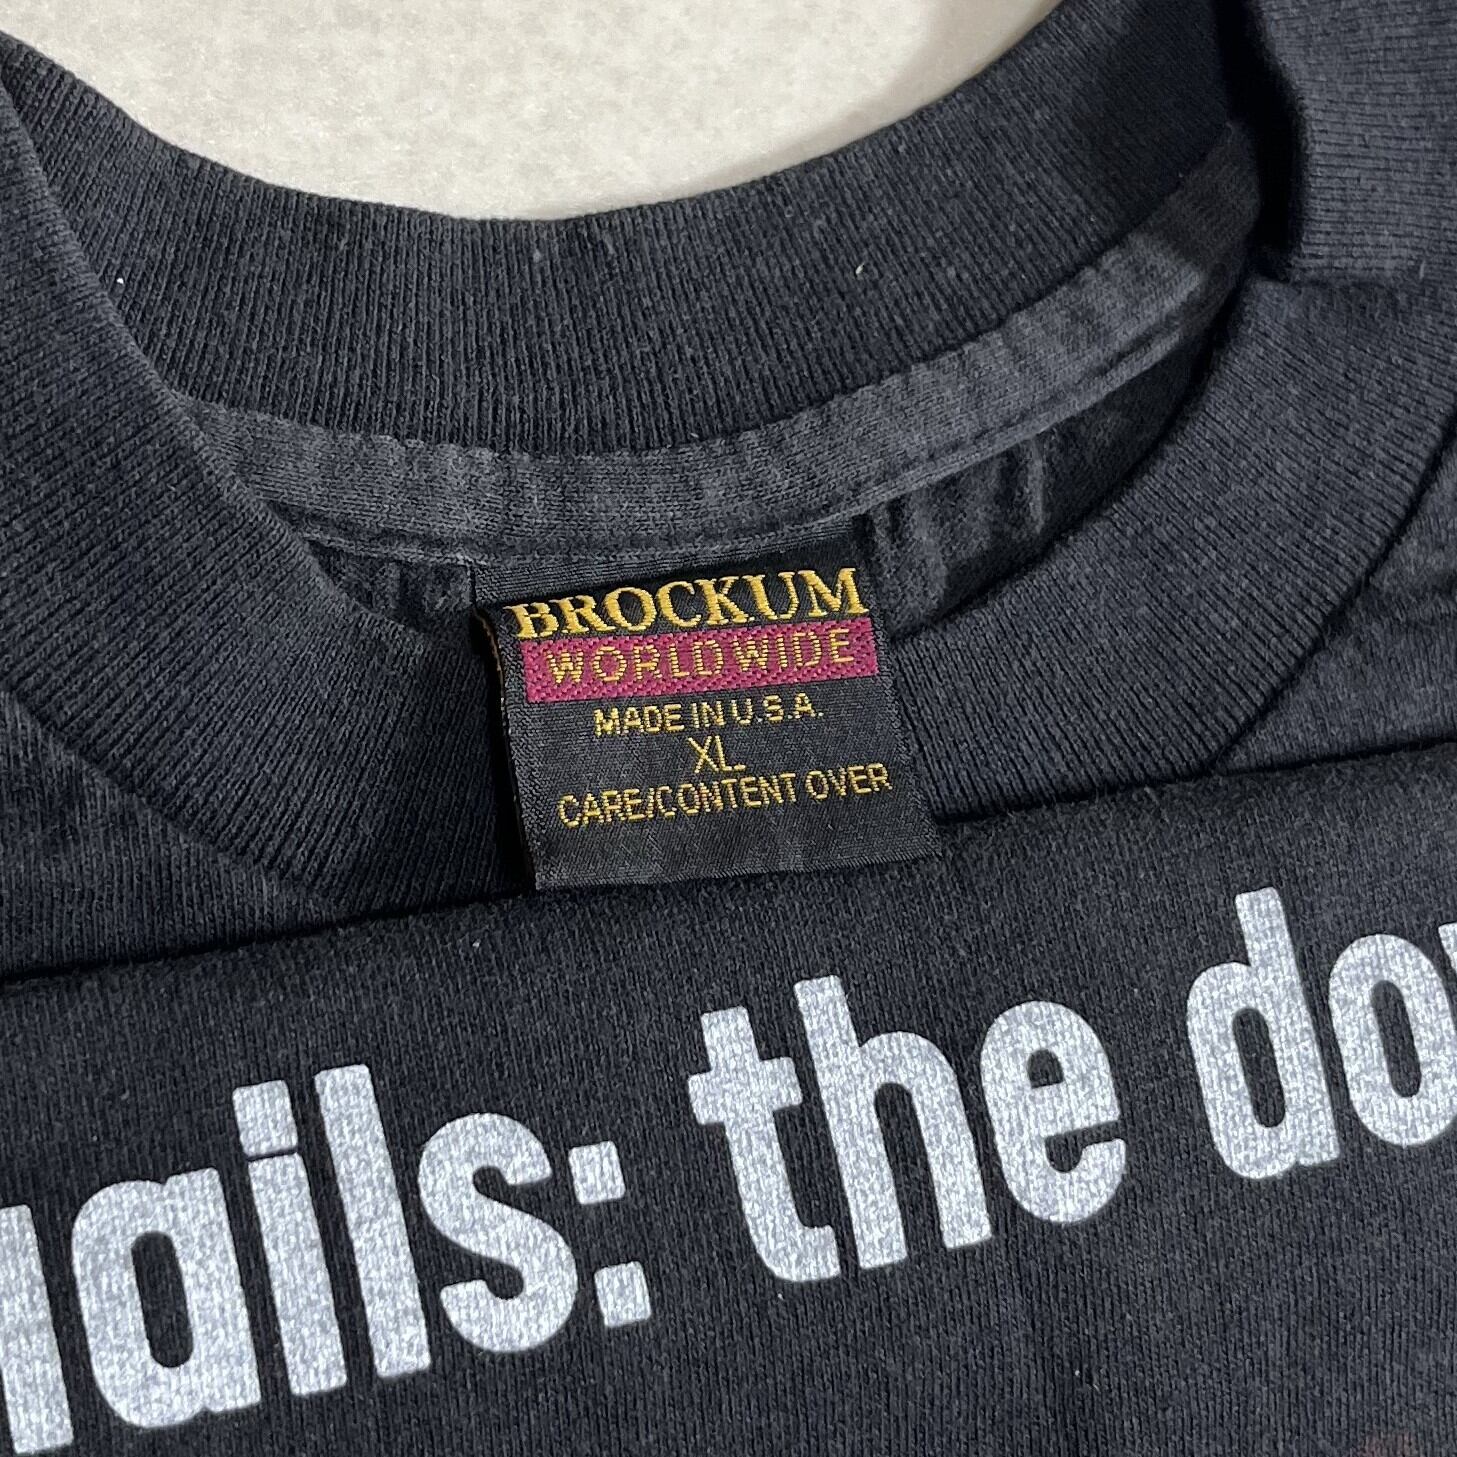 BROCKUM
WORLDWIDE
MADE IN U.S.A.
XL
CARE/CONTENT OVER
ails: the do